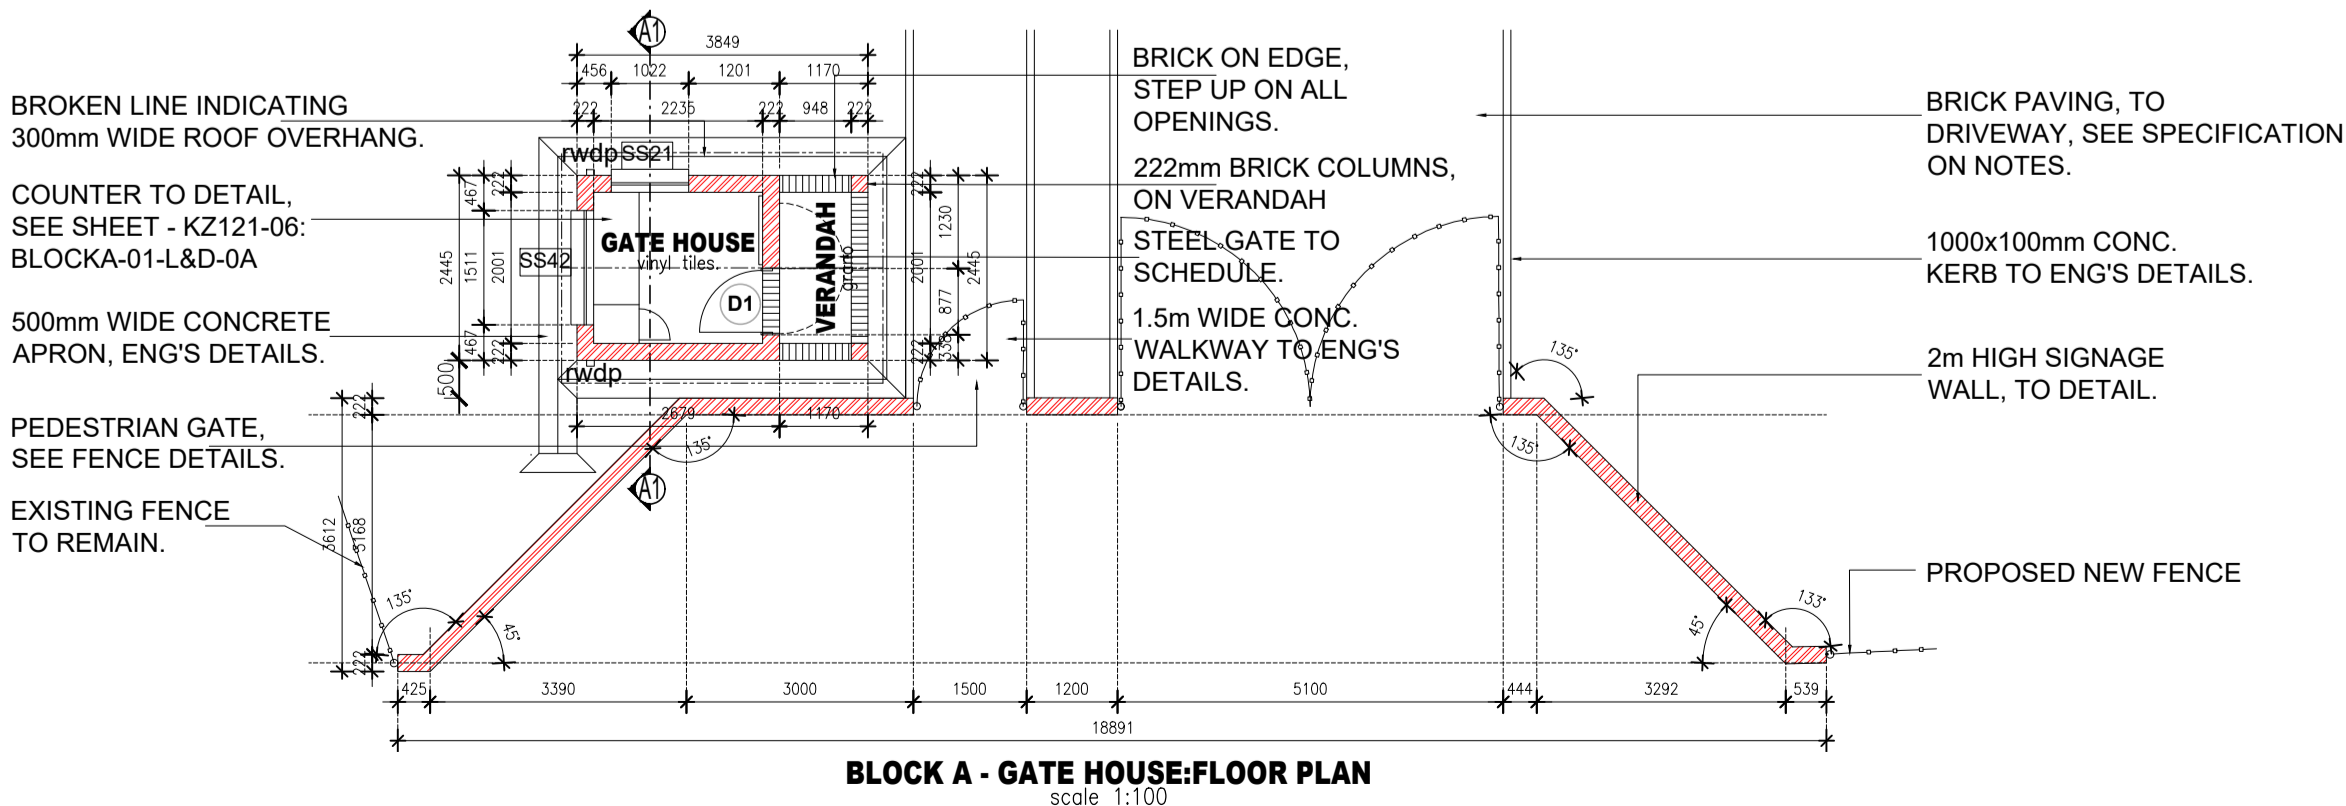 A1
3849
456 1022 1201 1170
222 2235 222 948 222
BROKEN LINE INDICATING
300mm WIDE ROOF OVERHANG.
COUNTER TO DETAIL,
SEE SHEET - KZ121-06:
BLOCKA-01-L&D-0A
500mm WIDE CONCRETE
APRON, ENG'S DETAILS.
PEDESTRIAN GATE,
SEE FENCE DETAILS.
EXISTING FENCE
TO REMAIN.
rwdp
SS21
SS42
GATE HOUSE
vinyl tiles.
D1
VERANDAH
grano
rwdp
2445
467
1511
467
222
2001
222
500
222
2001
222
1230
877
338
2445
2679 1170
A1
BRICK ON EDGE,
STEP UP ON ALL
OPENINGS.
222mm BRICK COLUMNS,
ON VERANDAH
STEEL GATE TO
SCHEDULE.
1.5m WIDE CONC.
WALKWAY TO ENG'S
DETAILS.
BRICK PAVING, TO
DRIVEWAY, SEE SPECIFICATION
ON NOTES.
1000x100mm CONC.
KERB TO ENG'S DETAILS.
2m HIGH SIGNAGE
WALL, TO DETAIL.
PROPOSED NEW FENCE
135°
135°
135°
222
3612
3168
222
135°
45°
45°
133°
425 3390 3000 1500 1200 5100 444 3292 539
18891
BLOCK A - GATE HOUSE:FLOOR PLAN
scale 1:100